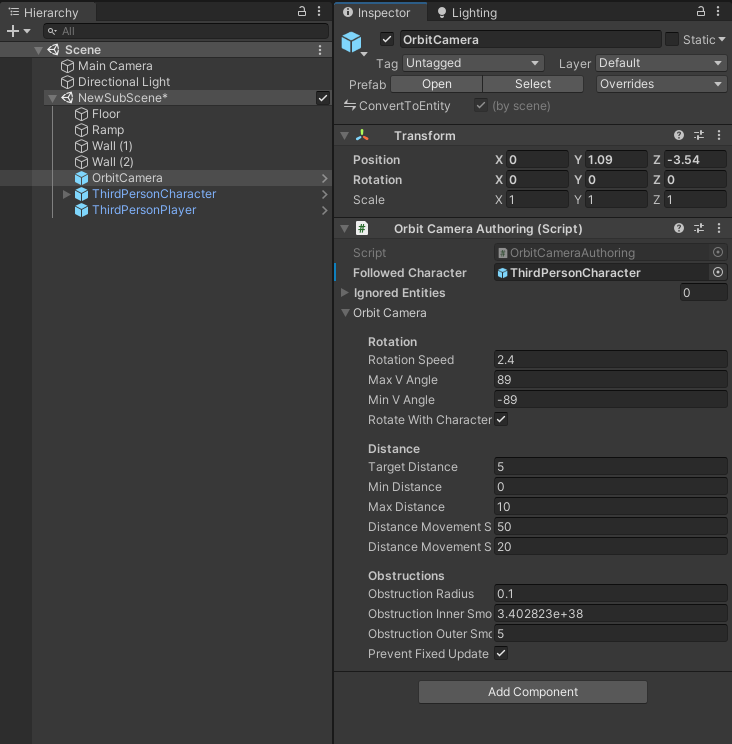 Hierarchy
All
Scene
Main Camera
Directional Light
NewSubScene*
Floor
Ramp
Wall (1)
Wall (2)
OrbitCamera
ThirdPersonCharacter
ThirdPersonPlayer
Inspector
Lighting
OrbitCamera Static
Tag Untagged Layer Default
Prefab Open Select Overrides
ConvertToEntity (by scene)
Transform
Position X 0 Y 1.09 Z -3.54
Rotation X 0 Y 0 Z 0
Scale X 1 Y 1 Z 1
# Orbit Camera Authoring (Script)
Script # OrbitCameraAuthoring
Followed Character ThirdPersonCharacter
Ignored Entities 0
Orbit Camera
Rotation
Rotation Speed 2.4
Max V Angle 89
Min V Angle -89
Rotate With Character
Distance
Target Distance 5
Min Distance 0
Max Distance 10
Distance Movement S 50
Distance Movement S 20
Obstructions
Obstruction Radius 0.1
Obstruction Inner Smo 3.402823e+38
Obstruction Outer Smo 5
Prevent Fixed Update
Add Component